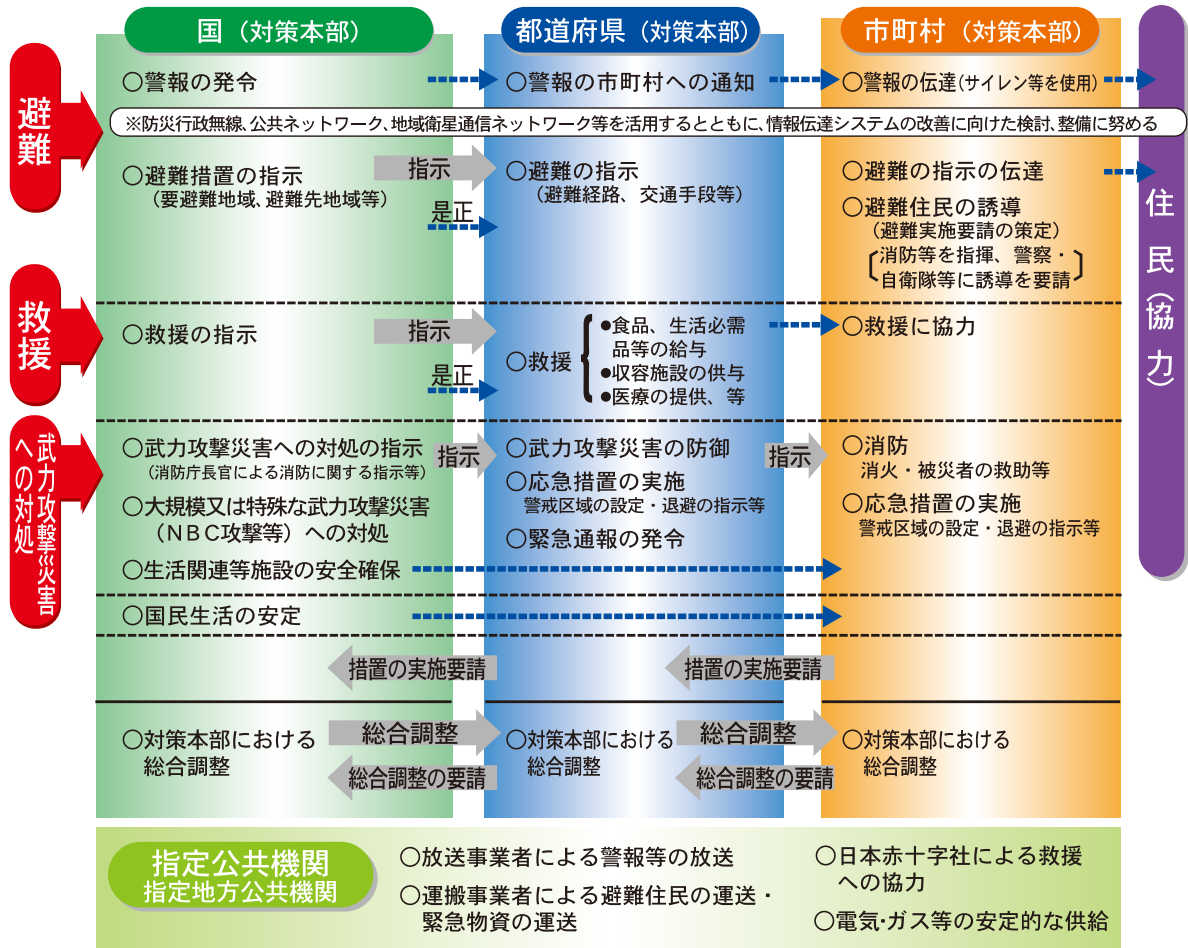 国（対策本部）
都道府県（対策本部）
市町村（対策本部）
避難
○警報の発令
○警報の市町村への通知
○警報の伝達（サイレン等を使用）
※防災行政無線、公共ネットワーク、地域衛星通信ネットワーク等を活用するとともに、情報伝達システムの改善に向けた検討、整備に努める
○避難措置の指示
（要避難地域、避難先地域等）
指示
是正
○避難の指示
（避難経路、交通手段等）
○避難の指示の伝達
○避難住民の誘導
（避難実施要請の策定）
消防等を指揮、警察・
自衛隊等に誘導を要請
住民（協力）
救援
○救援の指示
指示
是正
○救援
●食品、生活必需
品等の給与
●収容施設の供与
●医療の提供、等
○救援に協力
武力攻撃災害
への対処
○武力攻撃災害への対処の指示
（消防庁長官による消防に関する指示等）
○大規模又は特殊な武力攻撃災害
（ＮＢＣ攻撃等）への対処
○生活関連等施設の安全確保
指示
○武力攻撃災害の防御
○応急措置の実施
警戒区域の設定・退避の指示等
○緊急通報の発令
指示
○消防
消火・被災者の救助等
○応急措置の実施
警戒区域の設定・退避の指示等
○国民生活の安定
措置の実施要請
措置の実施要請
○対策本部における
総合調整
総合調整
総合調整の要請
○対策本部における
総合調整
総合調整
総合調整の要請
○対策本部における
総合調整
指定公共機関
指定地方公共機関
○放送事業者による警報等の放送
○運搬事業者による避難住民の運送・
緊急物資の運送
○日本赤十字社による救援
への協力
○電気・ガス等の安定的な供給